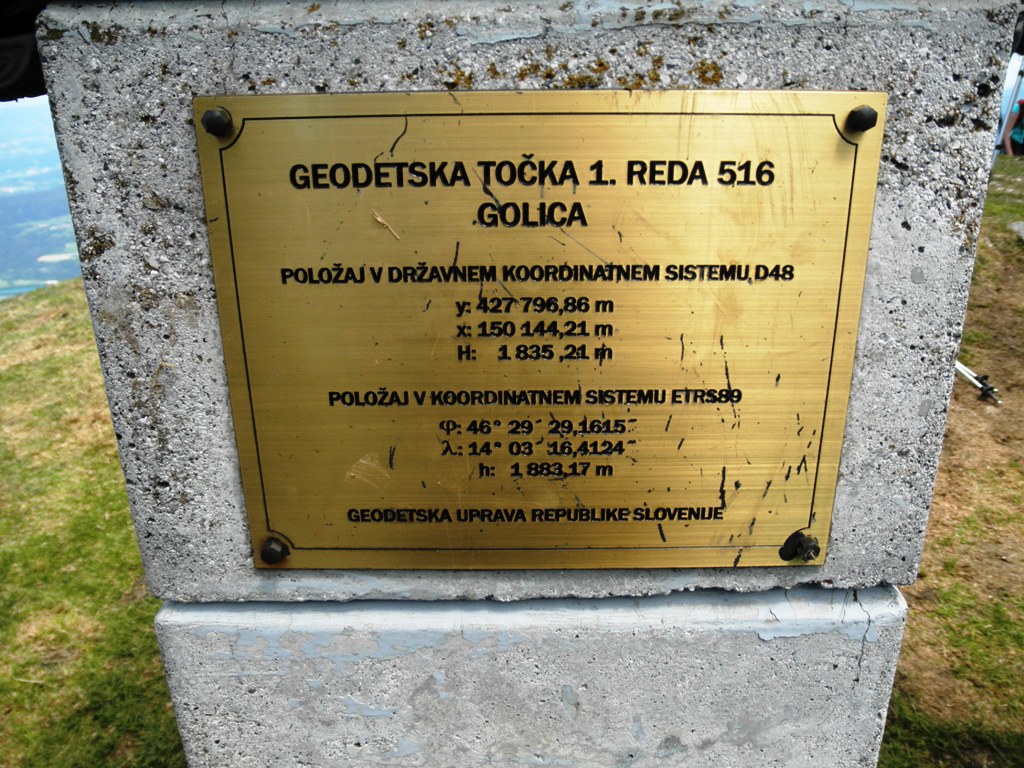 GEODETSKA TOČKA 1. REDA 516
GOLICA
POLOŽAJ V DRŽAVNEM KOORDINATNEM SISTEMU D48
y: 427 796,86 m
x: 150 144,21 m
H: 1 835 ,21 m
POLOŽAJ V KOORDINATNEM SISTEMU ETRS89
φ: 46° 29´ 29,1615˝
λ: 14° 03´ 16,4124˝
h: 1 883,17 m
GEODETSKA UPRAVA REPUBLIKE SLOVENIJE